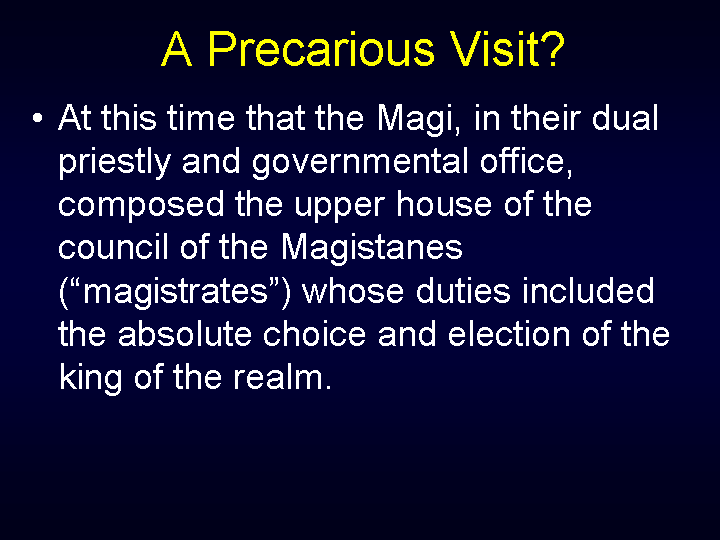 A Precarious Visit?
• At this time that the Magi, in their dual
priestly and governmental office,
composed the upper house of the
council of the Magistanes
(“magistrates”) whose duties included
the absolute choice and election of the
king of the realm.